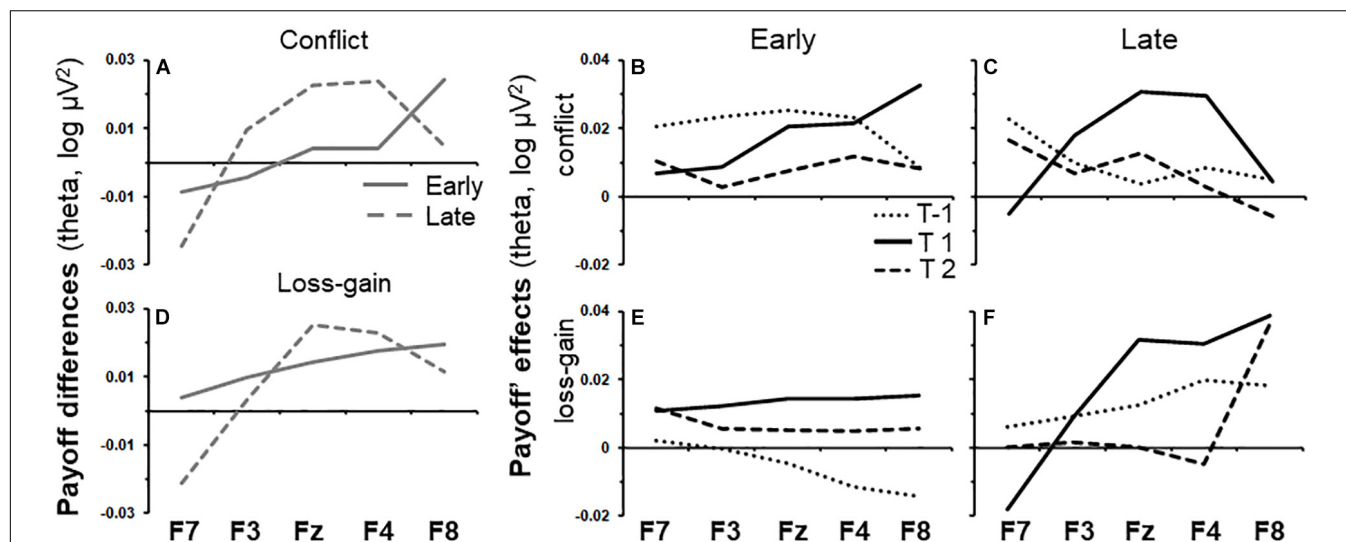 Conflict
Early
Late
Payoff differences (theta, log µV²)
Payoff' effects (theta, log µV²)
A
0.03
0.01
-0.01
-0.03
Early
Late
B
conflict
0.04
0.02
0
-0.02
T-1
T 1
T 2
C
Loss-gain
D
0.03
0.01
-0.01
-0.03
F7 F3 Fz F4 F8
E
loss-gain
0.04
0.02
0
-0.02
F7 F3 Fz F4 F8
F
F7 F3 Fz F4 F8